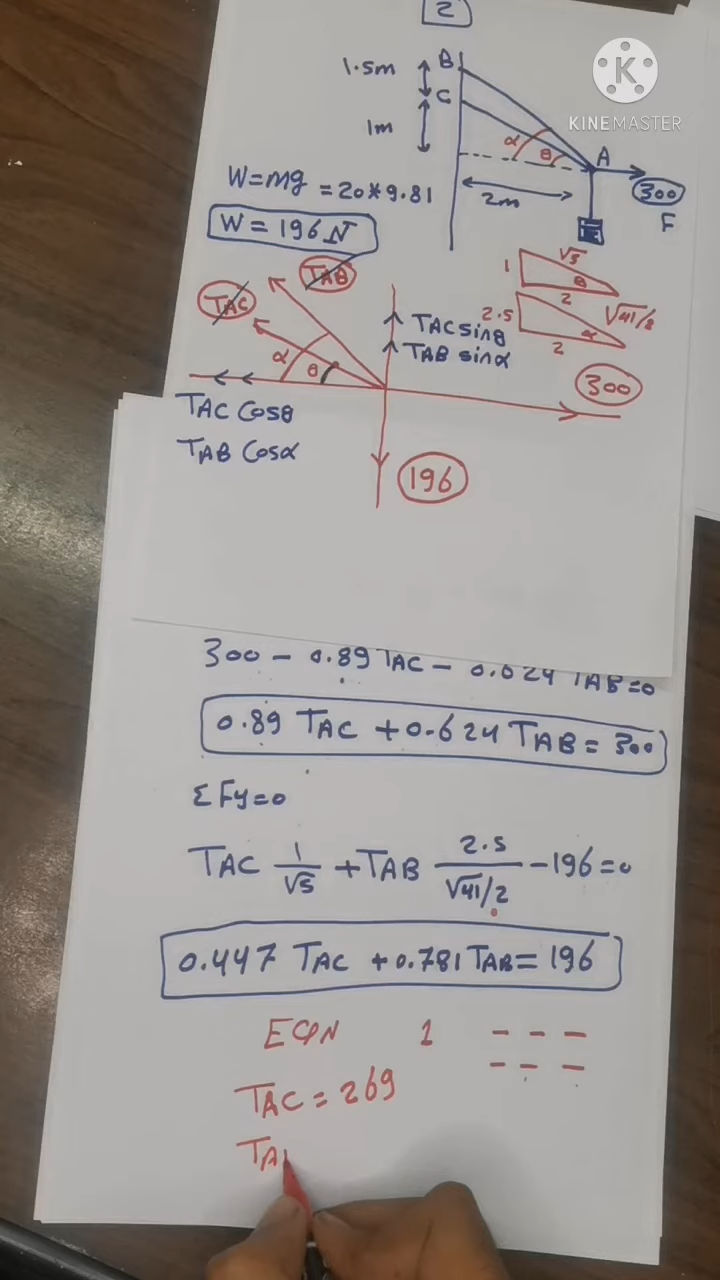 2
1.5m
B
C
1m
α
θ
A
300
F
2m
K
KINEMASTER
W=mg = 20*9.81
W = 196 N
TAB
TAC
α
θ
TAC sinθ
TAB sinα
1
√5
θ
2
2.5
√41/2
α
2
300
TAC Cosθ
TAB Cosα
196
300 - 0.89 TAC - 0.624 TAB=0
0.89 TAC + 0.624 TAB = 300
ΣFy=0
TAC 1/√5 + TAB 2.5/√41/2 - 196=0
0.447 TAC + 0.781 TAB = 196
EQN 1 - - -
- - -
TAC = 269
TA